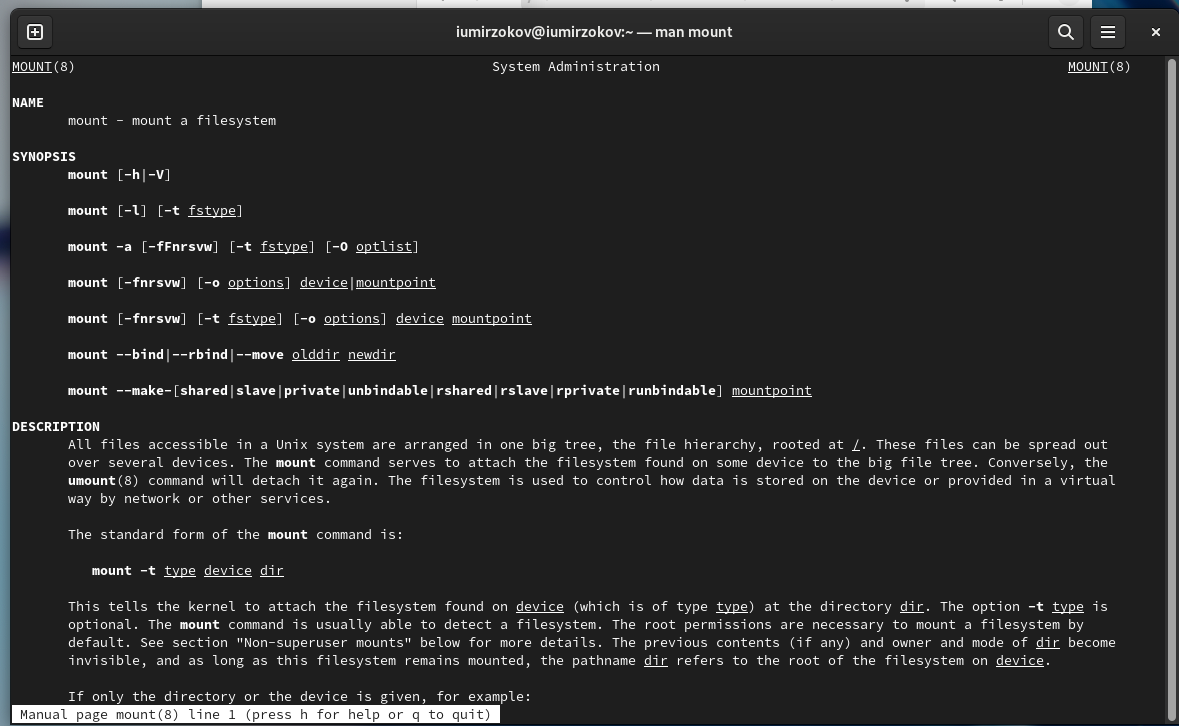 iumirzokov@iumirzokov:~ — man mount
MOUNT(8) System Administration MOUNT(8)
NAME
mount - mount a filesystem
SYNOPSIS
mount [-h|-V]
mount [-l] [-t fstype]
mount -a [-fFnrsvw] [-t fstype] [-O optlist]
mount [-fnrsvw] [-o options] device|mountpoint
mount [-fnrsvw] [-t fstype] [-o options] device mountpoint
mount --bind|--rbind|--move olddir newdir
mount --make-[shared|slave|private|unbindable|rshared|rslave|rprivate|runbindable] mountpoint
DESCRIPTION
All files accessible in a Unix system are arranged in one big tree, the file hierarchy, rooted at /. These files can be spread out
over several devices. The mount command serves to attach the filesystem found on some device to the big file tree. Conversely, the
umount(8) command will detach it again. The filesystem is used to control how data is stored on the device or provided in a virtual
way by network or other services.
The standard form of the mount command is:
mount -t type device dir
This tells the kernel to attach the filesystem found on device (which is of type type) at the directory dir. The option -t type is
optional. The mount command is usually able to detect a filesystem. The root permissions are necessary to mount a filesystem by
default. See section "Non-superuser mounts" below for more details. The previous contents (if any) and owner and mode of dir become
invisible, and as long as this filesystem remains mounted, the pathname dir refers to the root of the filesystem on device.
If only the directory or the device is given, for example:
Manual page mount(8) line 1 (press h for help or q to quit)